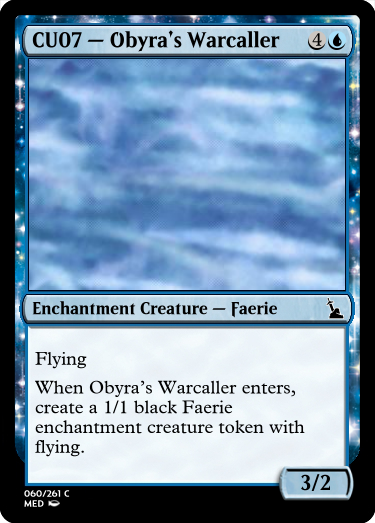 CU07 — Obyra's Warcaller 4
Enchantment Creature — Faerie
Flying
When Obyra's Warcaller enters,
create a 1/1 black Faerie
enchantment creature token with
flying.
3/2
060/261 C
MED